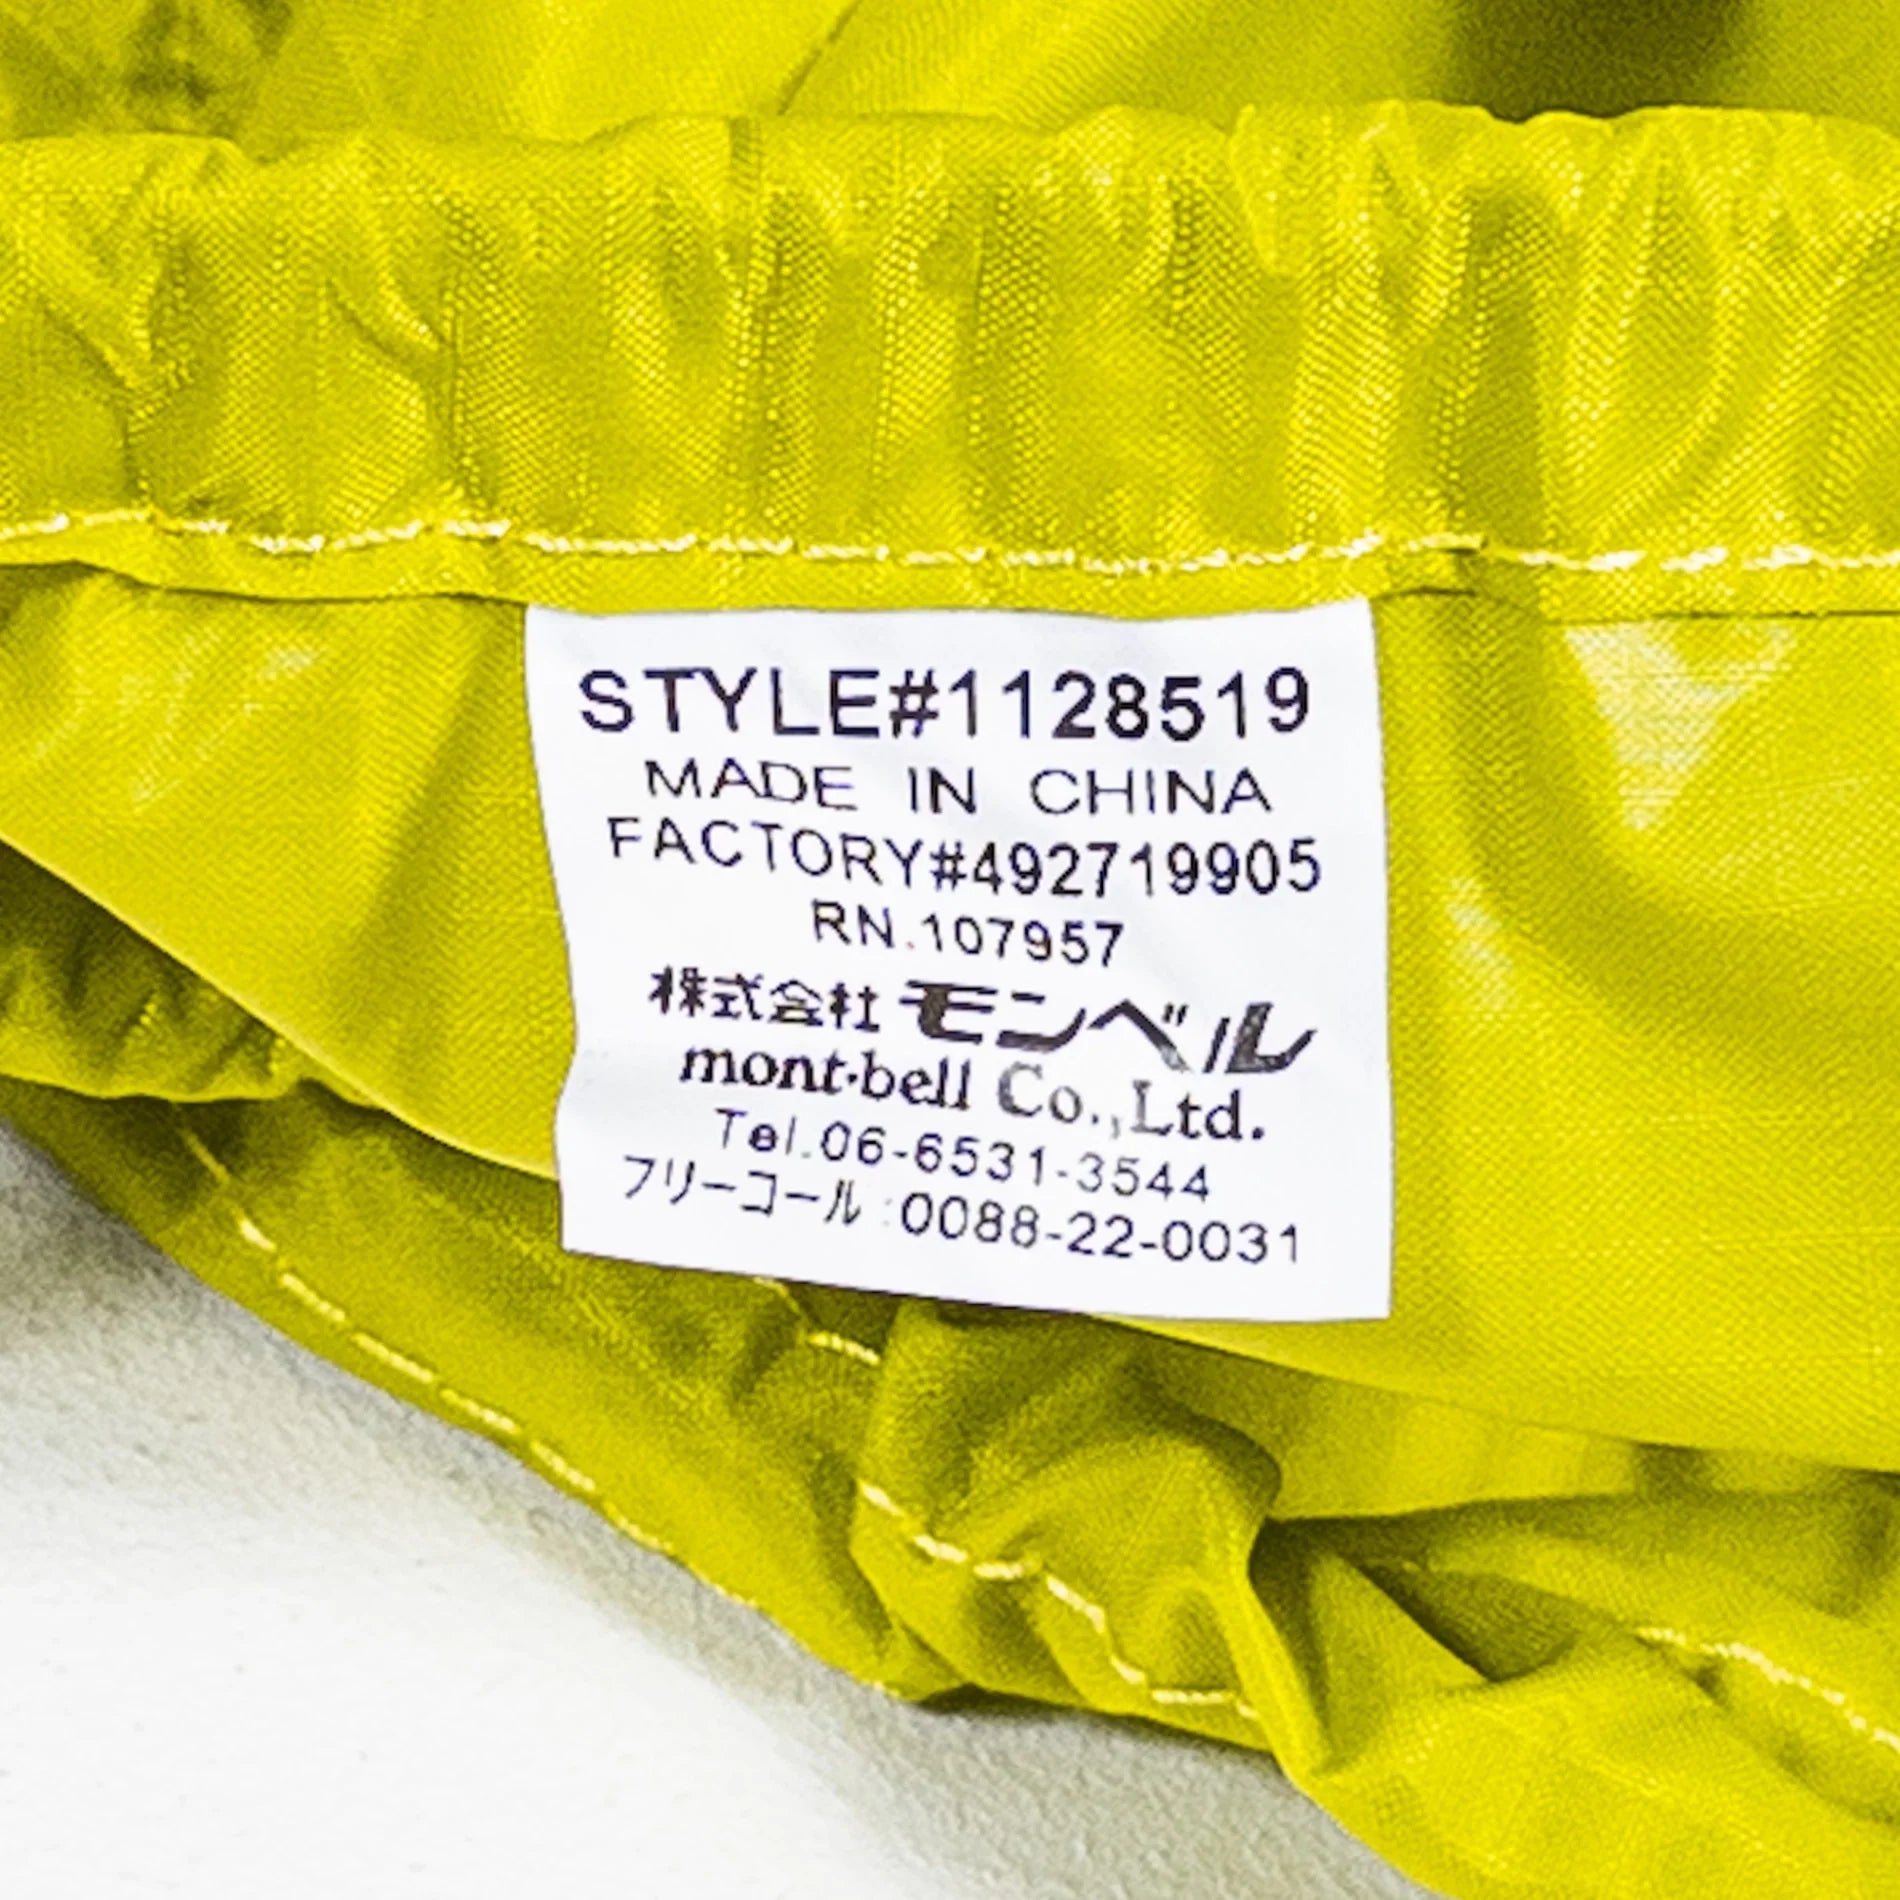 STYLE#1128519
MADE IN CHINA
FACTORY#492719905
RN.107957
株式会社 モンベル
mont-bell Co.,Ltd.
Tel.06-6531-3544
フリーコール:0088-22-0031